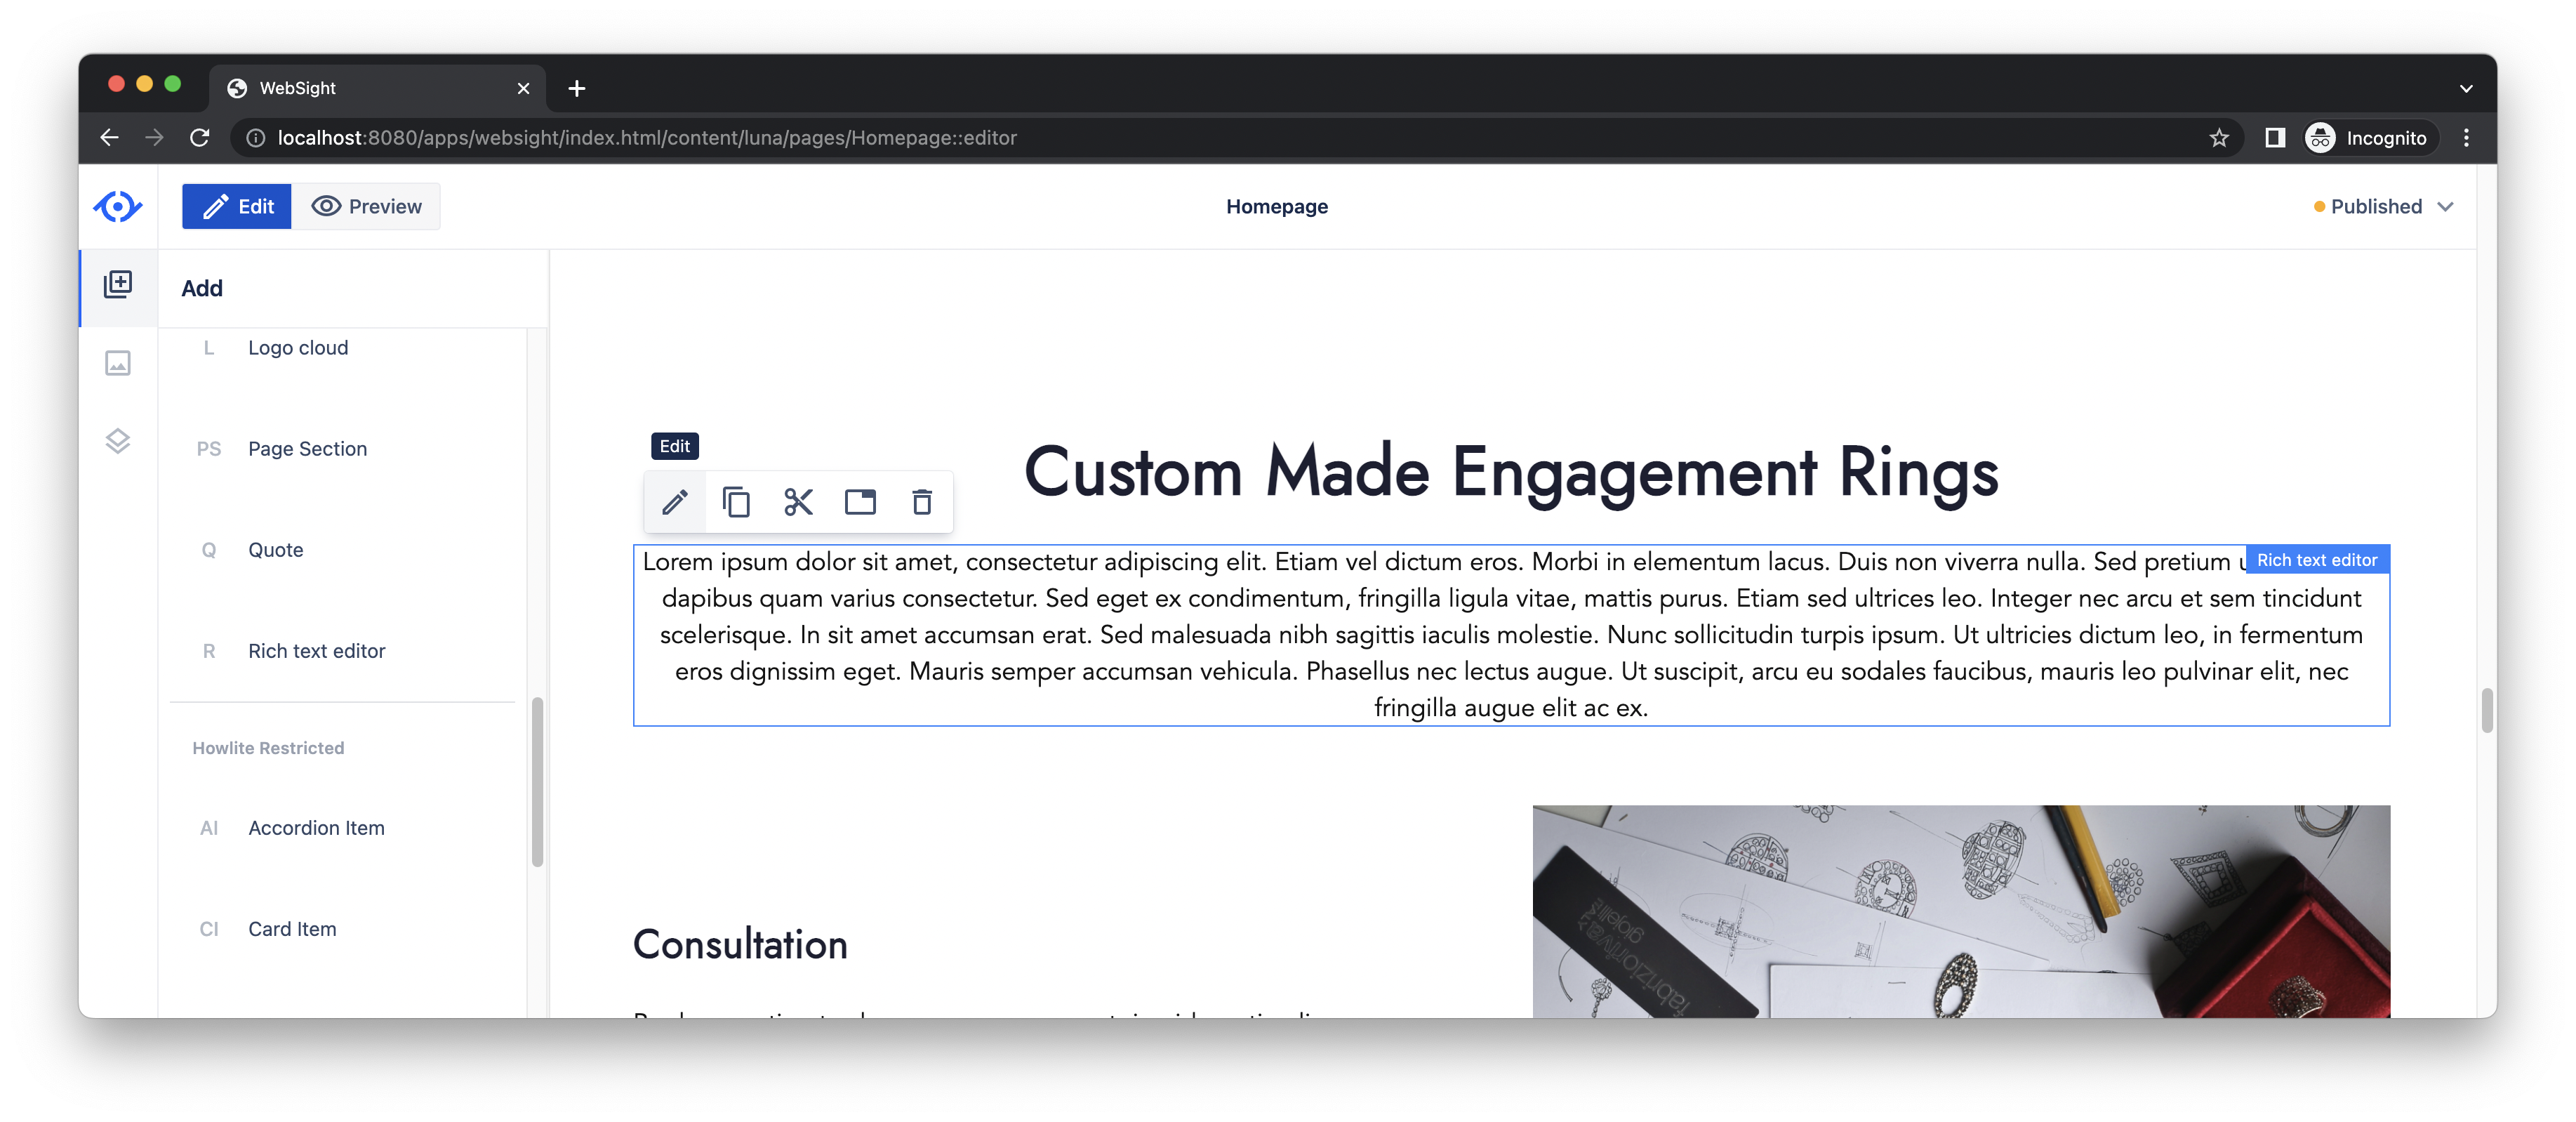 WebSight
localhost:8080/apps/websight/index.html/content/luna/pages/Homepage::editor
Incognito
Edit
Preview
Homepage
Published
Add
L Logo cloud
PS Page Section
Q Quote
R Rich text editor
Howlite Restricted
AI Accordion Item
CI Card Item
Edit
Custom Made Engagement Rings
Rich text editor
Lorem ipsum dolor sit amet, consectetur adipiscing elit. Etiam vel dictum eros. Morbi in elementum lacus. Duis non viverra nulla. Sed pretium
dapibus quam varius consectetur. Sed eget ex condimentum, fringilla ligula vitae, mattis purus. Etiam sed ultrices leo. Integer nec arcu et sem tincidunt
scelerisque. In sit amet accumsan erat. Sed malesuada nibh sagittis iaculis molestie. Nunc sollicitudin turpis ipsum. Ut ultricies dictum leo, in fermentum
eros dignissim eget. Mauris semper accumsan vehicula. Phasellus nec lectus augue. Ut suscipit, arcu eu sodales faucibus, mauris leo pulvinar elit, nec
fringilla augue elit ac ex.
Consultation